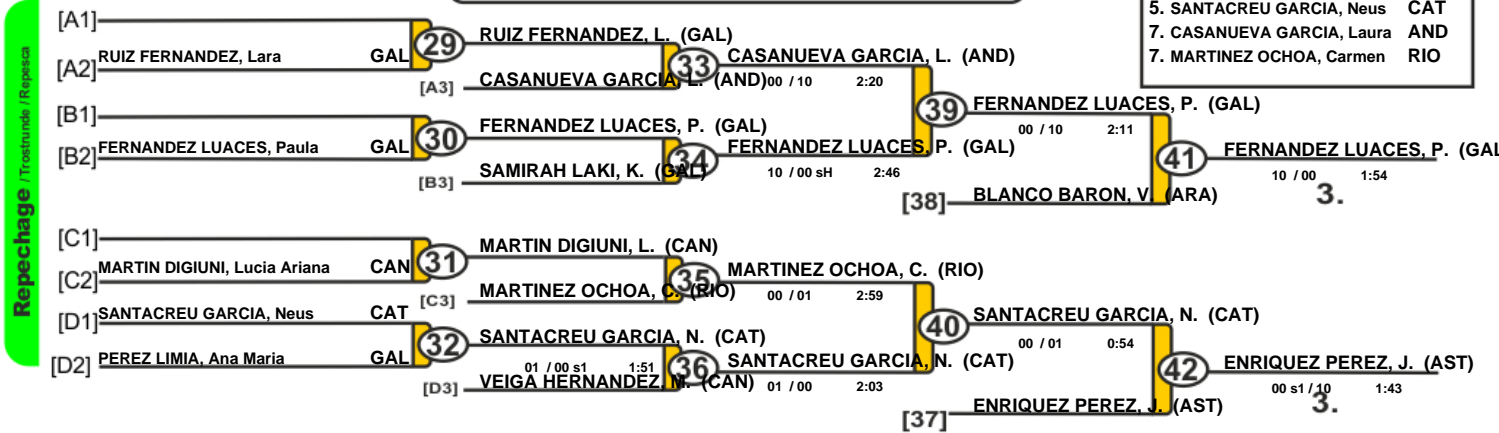 5. SANTACREU GARCIA, Neus CAT
7. CASANUEVA GARCIA, Laura AND
7. MARTINEZ OCHOA, Carmen RIO
Repechage / Trostrunde / Repesca
[A1]
[A2] RUIZ FERNANDEZ, Lara GAL
29
RUIZ FERNANDEZ, L. (GAL)
[A3] CASANUEVA GARCIA, L. (AND)
33
CASANUEVA GARCIA, L. (AND)
00 / 10 2:20
[B1]
[B2] FERNANDEZ LUACES, Paula GAL
30
FERNANDEZ LUACES, P. (GAL)
[B3] SAMIRAH LAKI, K. (GAL)
34
FERNANDEZ LUACES, P. (GAL)
10 / 00 sH 2:46
39
FERNANDEZ LUACES, P. (GAL)
00 / 10 2:11
[38] BLANCO BARON, V. (ARA)
41
FERNANDEZ LUACES, P. (GAL
10 / 00 1:54
3.
[C1]
[C2] MARTIN DIGIUNI, Lucia Ariana CAN
31
MARTIN DIGIUNI, L. (CAN)
[C3] MARTINEZ OCHOA, C. (RIO)
35
MARTINEZ OCHOA, C. (RIO)
00 / 01 2:59
[D1] SANTACREU GARCIA, Neus CAT
[D2] PEREZ LIMIA, Ana Maria GAL
32
SANTACREU GARCIA, N. (CAT)
01 / 00 s1 1:51
[D3] VEIGA HERNANDEZ, M. (CAN)
36
SANTACREU GARCIA, N. (CAT)
01 / 00 2:03
40
SANTACREU GARCIA, N. (CAT)
00 / 01 0:54
[37] ENRIQUEZ PEREZ, J. (AST)
42
ENRIQUEZ PEREZ, J. (AST)
00 s1 / 10 1:43
3.